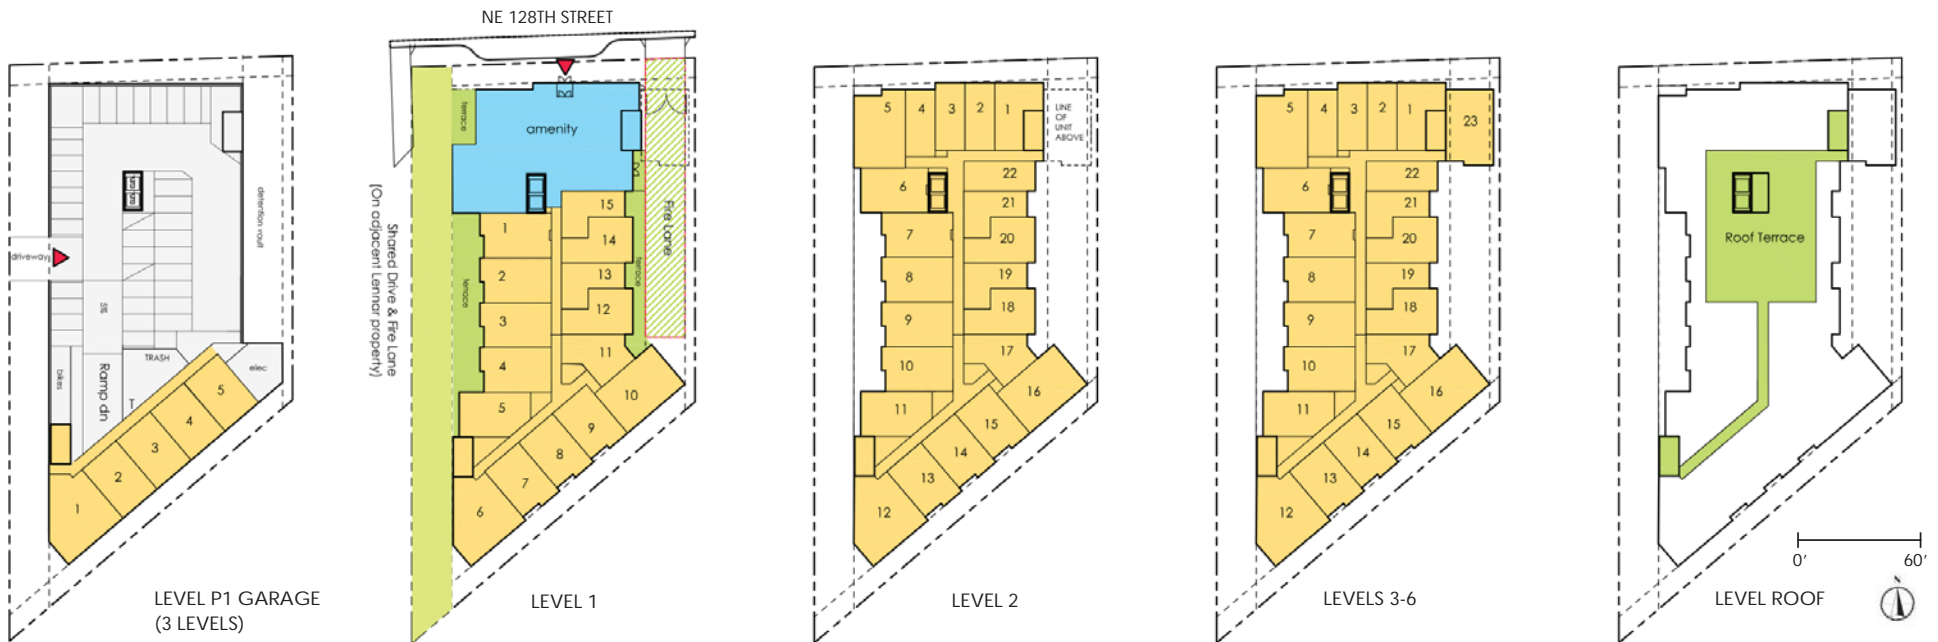 NE 128TH STREET
driveway
5%
Ramp dn
bikes
TRASH
T
elec
detention vault
1
2
3
4
5
LEVEL P1 GARAGE
(3 LEVELS)
Shared Drive & Fire Lane
(On adjacent Lennar property)
terrace
amenity
Fire Lane
terrace
terrace
1
2
3
4
5
6
7
8
9
10
11
12
13
14
15
LEVEL 1
5
4
3
2
1
LINE
OF
UNIT
ABOVE
6
22
21
7
20
8
19
9
18
10
17
11
16
15
14
13
12
LEVEL 2
5
4
3
2
1
23
6
22
21
7
20
8
19
9
18
10
17
11
16
15
14
13
12
LEVELS 3-6
Roof Terrace
LEVEL ROOF
0'
60'
N